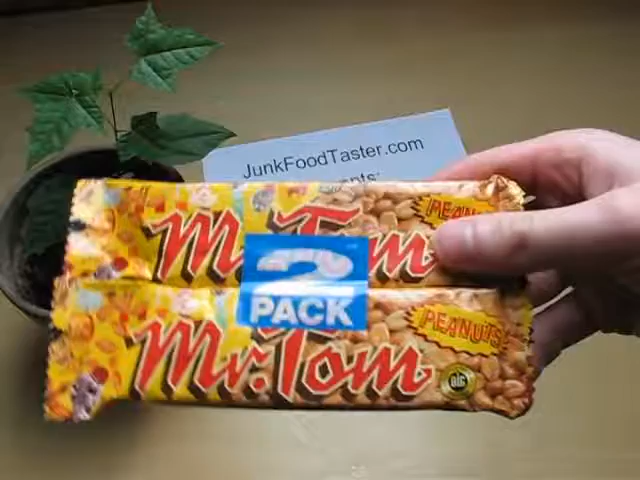 JunkFoodTaster.com
Mr. Tom
PEANUTS
2
PACK
Mr. Tom
PEANUTS